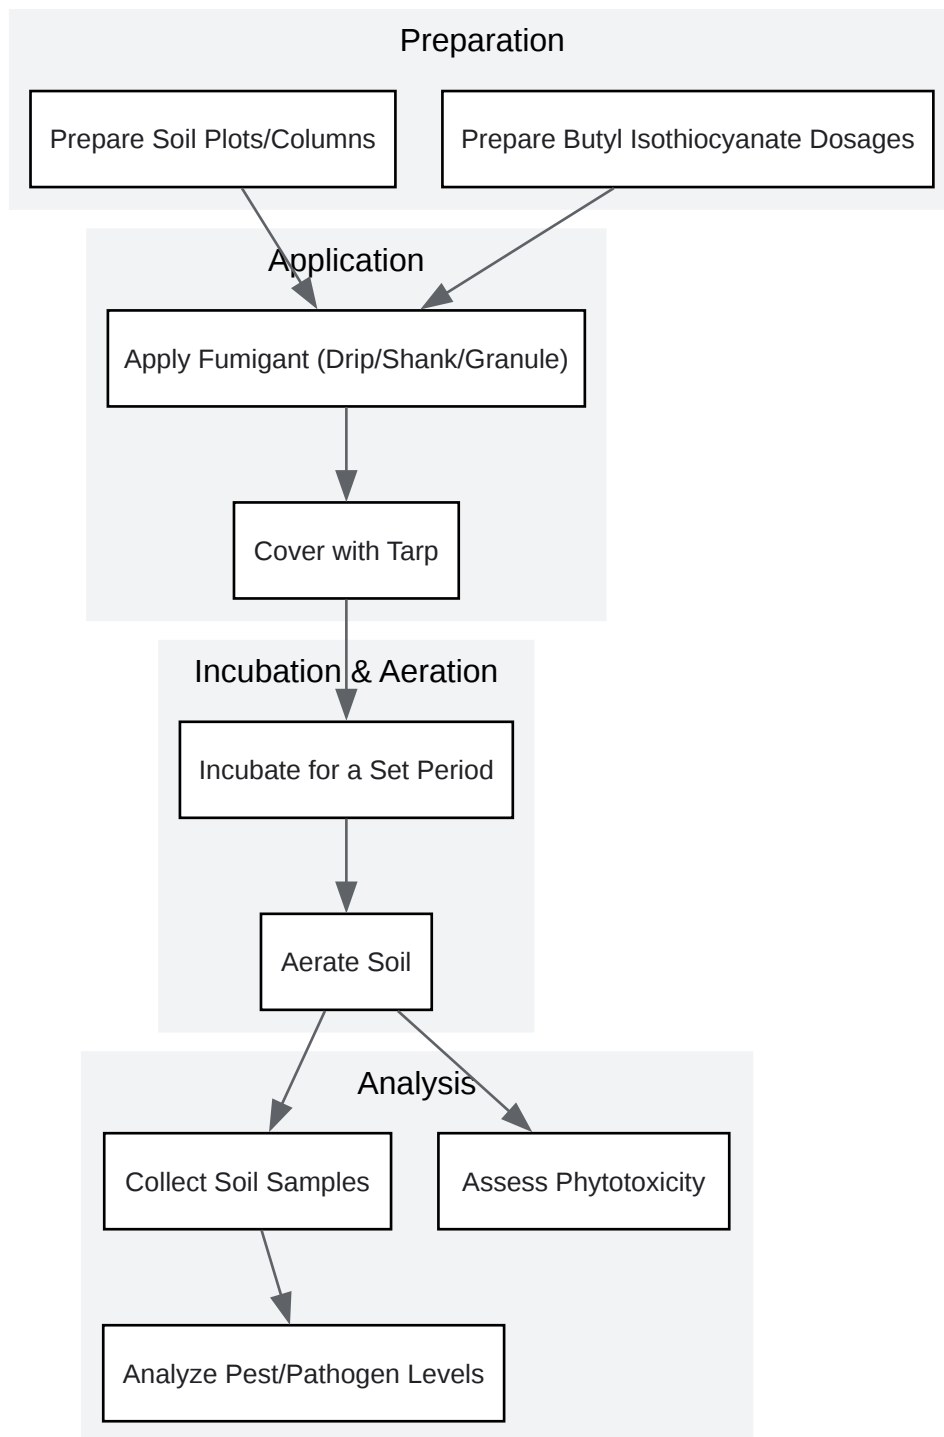 Preparation
Prepare Soil Plots/Columns
Prepare Butyl Isothiocyanate Dosages
Application
Apply Fumigant (Drip/Shank/Granule)
Cover with Tarp
Incubation & Aeration
Incubate for a Set Period
Aerate Soil
Analysis
Collect Soil Samples
Assess Phytotoxicity
Analyze Pest/Pathogen Levels